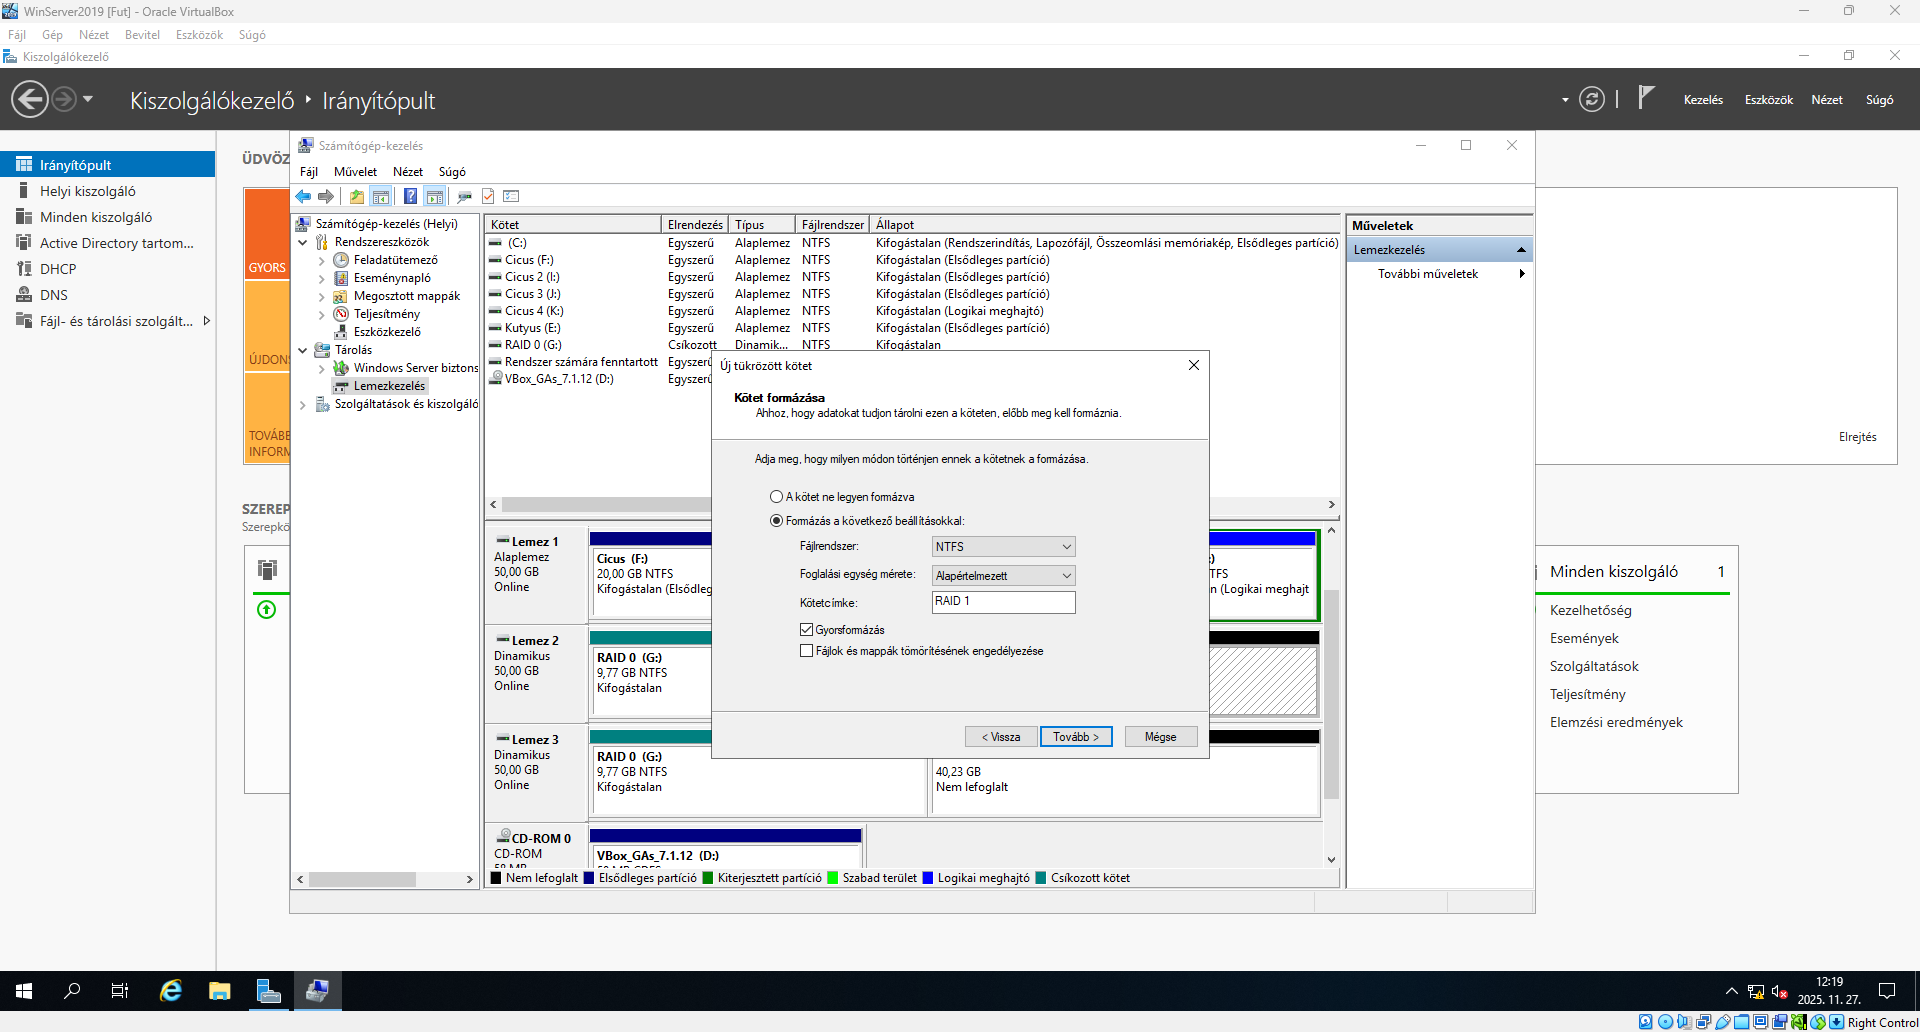 WinServer2019 [Fut] - Oracle VirtualBox
Fájl Gép Nézet Bevitel Eszközök Súgó
Kiszolgálókezelő
Kiszolgálókezelő Irányítópult
Kezelés Eszközök Nézet Súgó
Irányítópult
Helyi kiszolgáló
Minden kiszolgáló
Active Directory tartom...
DHCP
DNS
Fájl- és tárolási szolgált...
ÜDVÖZ
GYORS
ÚJDON
TOVÁBB
INFORM
Elrejtés
SZEREP
Szerepkö
Minden kiszolgáló 1
Kezelhetőség
Események
Szolgáltatások
Teljesítmény
Elemzési eredmények
Számítógép-kezelés
Fájl Művelet Nézet Súgó
Számítógép-kezelés (Helyi)
Rendszereszközök
Feladatütemező
Eseménynapló
Megosztott mappák
Teljesítmény
Eszközkezelő
Tárolás
Windows Server biztons
Lemezkezelés
Szolgáltatások és kiszolgáló
Kötet Elrendezés Típus Fájlrendszer Állapot
(C:) Egyszerű Alaplemez NTFS Kifogástalan (Rendszerindítás, Lapozófájl, Összeomlási memóriakép, Elsődleges partíció)
Cicus (F:) Egyszerű Alaplemez NTFS Kifogástalan (Elsődleges partíció)
Cicus 2 (I:) Egyszerű Alaplemez NTFS Kifogástalan (Elsődleges partíció)
Cicus 3 (J:) Egyszerű Alaplemez NTFS Kifogástalan (Elsődleges partíció)
Cicus 4 (K:) Egyszerű Alaplemez NTFS Kifogástalan (Logikai meghajtó)
Kutyus (E:) Egyszerű Alaplemez NTFS Kifogástalan (Elsődleges partíció)
RAID 0 (G:) Csíkozott Dinamik... NTFS Kifogástalan
Rendszer számára fenntartott Egyszerű
VBox_GAs_7.1.12 (D:) Egyszerű
Műveletek
Lemezkezelés
További műveletek
Új tükrözött kötet
Kötet formázása
Ahhoz, hogy adatokat tudjon tárolni ezen a köteten, előbb meg kell formáznia.
Adja meg, hogy milyen módon történjen ennek a kötetnek a formázása.
A kötet ne legyen formázva
Formázás a következő beállításokkal:
Fájlrendszer: NTFS
Foglalási egység mérete: Alapértelmezett
Kötetcímke: RAID 1
Gyorsformázás
Fájlok és mappák tömörítésének engedélyezése
< Vissza Tovább > Mégse
Lemez 1
Alaplemez
50,00 GB
Online
Cicus (F:)
20,00 GB NTFS
Kifogástalan (Elsődleg
:)
TFS
n (Logikai meghajt
Lemez 2
Dinamikus
50,00 GB
Online
RAID 0 (G:)
9,77 GB NTFS
Kifogástalan
Lemez 3
Dinamikus
50,00 GB
Online
RAID 0 (G:)
9,77 GB NTFS
Kifogástalan
40,23 GB
Nem lefoglalt
CD-ROM 0
CD-ROM
VBox_GAs_7.1.12 (D:)
Nem lefoglalt Elsődleges partíció Kiterjesztett partíció Szabad terület Logikai meghajtó Csíkozott kötet
12:19
2025. 11. 27.
Right Control